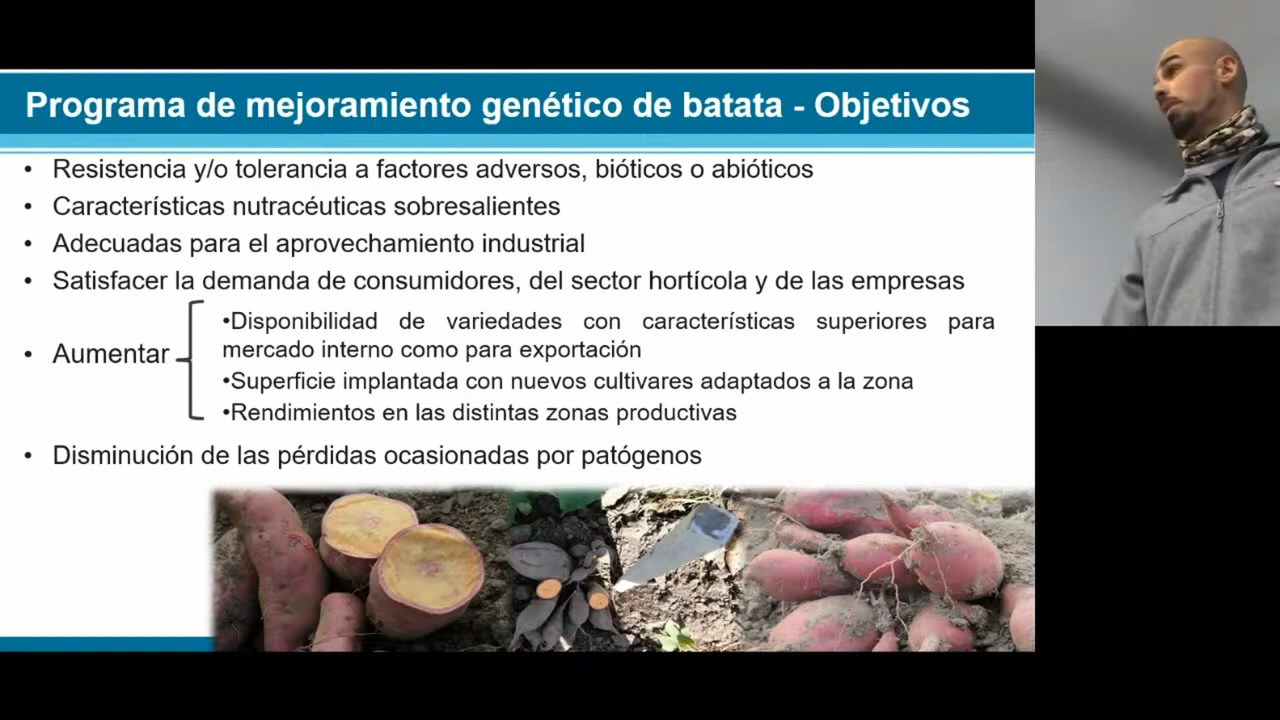 Programa de mejoramiento genético de batata - Objetivos
• Resistencia y/o tolerancia a factores adversos, bióticos o abióticos
• Características nutracéuticas sobresalientes
• Adecuadas para el aprovechamiento industrial
• Satisfacer la demanda de consumidores, del sector hortícola y de las empresas
• Aumentar
•Disponibilidad de variedades con características superiores para
mercado interno como para exportación
•Superficie implantada con nuevos cultivares adaptados a la zona
•Rendimientos en las distintas zonas productivas
• Disminución de las pérdidas ocasionadas por patógenos